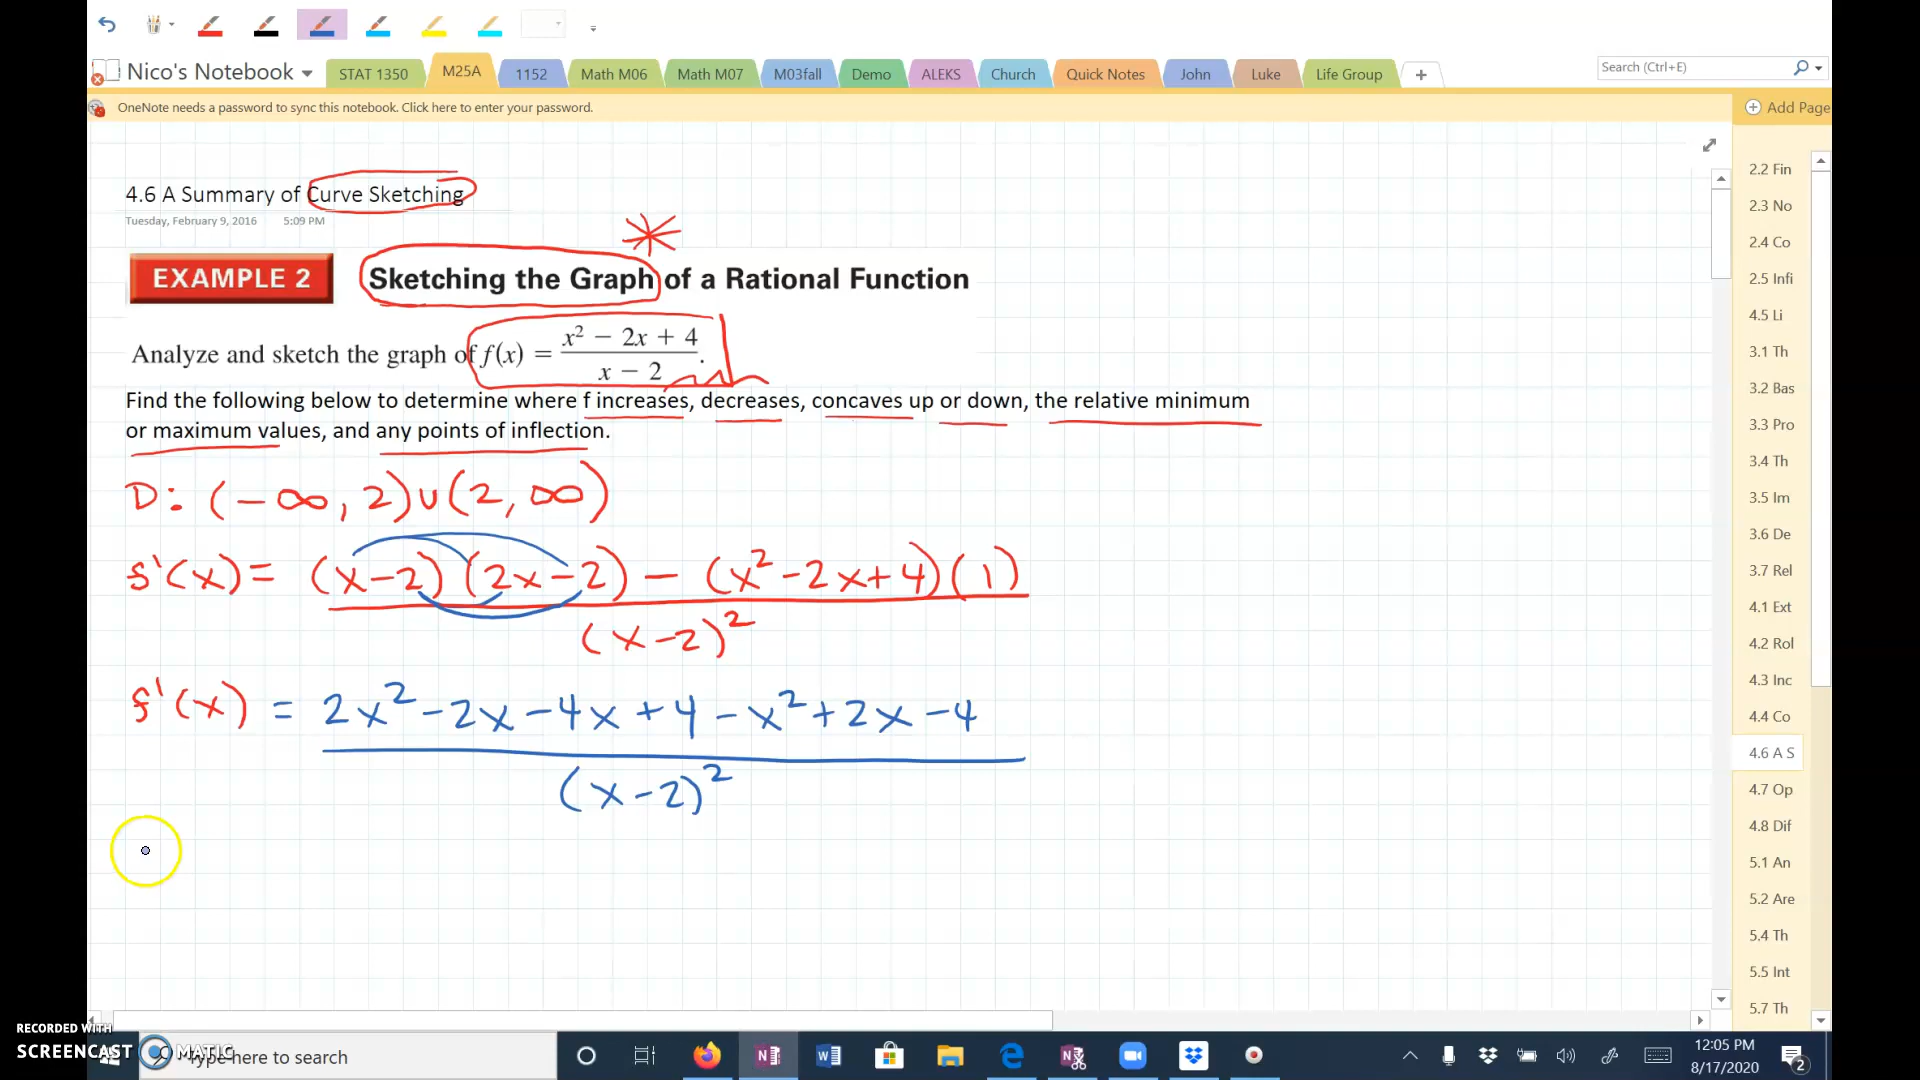 Nico's Notebook
STAT 1350
M25A
1152
Math M06
Math M07
M03fall
Demo
ALEKS
Church
Quick Notes
John
Luke
Life Group
Search (Ctrl+E)
OneNote needs a password to sync this notebook. Click here to enter your password.
Add Page
4.6 A Summary of Curve Sketching
Tuesday, February 9, 2016 5:09 PM
EXAMPLE 2 Sketching the Graph of a Rational Function
Analyze and sketch the graph of f(x) = (x² − 2x + 4)/(x − 2).
Find the following below to determine where f increases, decreases, concaves up or down, the relative minimum
or maximum values, and any points of inflection.
D: (−∞, 2) ∪ (2, ∞)
f'(x) = (x−2)(2x−2) − (x²−2x+4)(1)
(x−2)²
f'(x) = 2x²−2x−4x+4−x²+2x−4
(x−2)²
2.2 Fin
2.3 No
2.4 Co
2.5 Infi
4.5 Li
3.1 Th
3.2 Bas
3.3 Pro
3.4 Th
3.5 Im
3.6 De
3.7 Rel
4.1 Ext
4.2 Rol
4.3 Inc
4.4 Co
4.6 A S
4.7 Op
4.8 Dif
5.1 An
5.2 Are
5.4 Th
5.5 Int
5.7 Th
RECORDED WITH
SCREENCAST MATIC
Type here to search
12:05 PM
8/17/2020
2